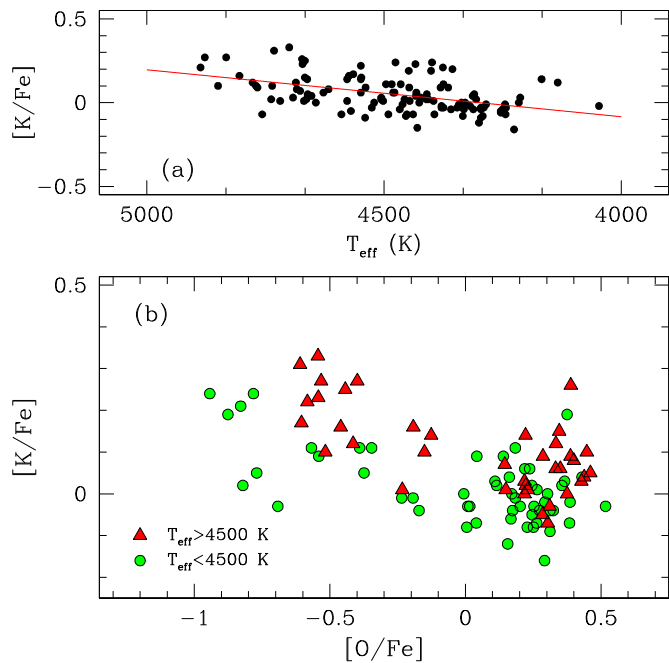 0.5
[K/Fe]
0
(a)
−0.5
5000 4500 4000
T_eff (K)
0.5
(b)
[K/Fe]
0
T_eff>4500 K
T_eff<4500 K
−1 −0.5 0 0.5
[O/Fe]